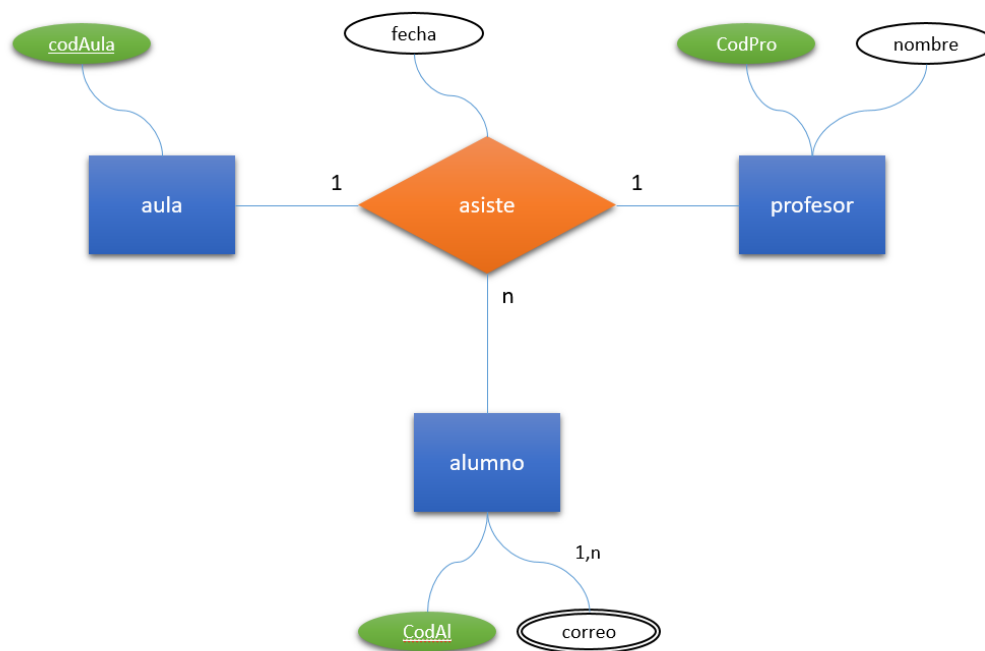 codAula
fecha
CodPro
nombre
aula
1
asiste
1
profesor
n
alumno
1,n
CodAl
correo